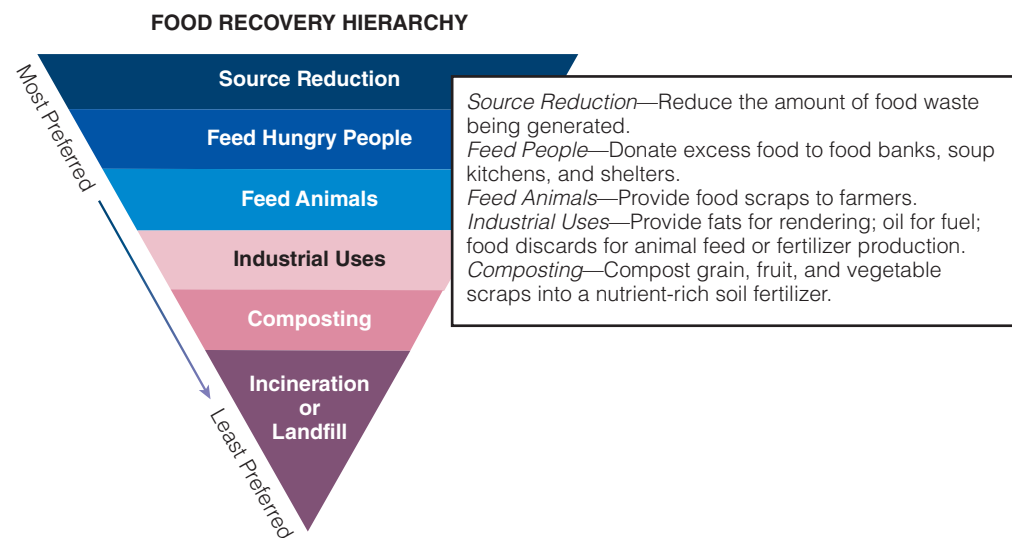 FOOD RECOVERY HIERARCHY
Most Preferred
Least Preferred
Source Reduction
Feed Hungry People
Feed Animals
Industrial Uses
Composting
Incineration
or
Landfill
Source Reduction—Reduce the amount of food waste
being generated.
Feed People—Donate excess food to food banks, soup
kitchens, and shelters.
Feed Animals—Provide food scraps to farmers.
Industrial Uses—Provide fats for rendering; oil for fuel;
food discards for animal feed or fertilizer production.
Composting—Compost grain, fruit, and vegetable
scraps into a nutrient-rich soil fertilizer.